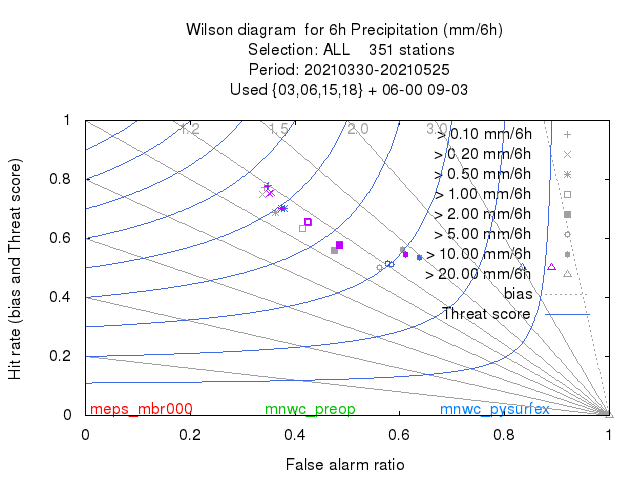 Wilson diagram for 6h Precipitation (mm/6h)
Selection: ALL 351 stations
Period: 20210330-20210525
Used {03,06,15,18} + 06-00 09-03
Hit rate (bias and Threat score)
1
0.8
0.6
0.4
0.2
0
1.2 1.5 2.0 3.0
> 0.10 mm/6h
> 0.20 mm/6h
> 0.50 mm/6h
> 1.00 mm/6h
> 2.00 mm/6h
> 5.00 mm/6h
> 10.00 mm/6h
> 20.00 mm/6h
bias
Threat score
meps_mbr000 mnwc_preop mnwc_pysurfex
0 0.2 0.4 0.6 0.8 1
False alarm ratio